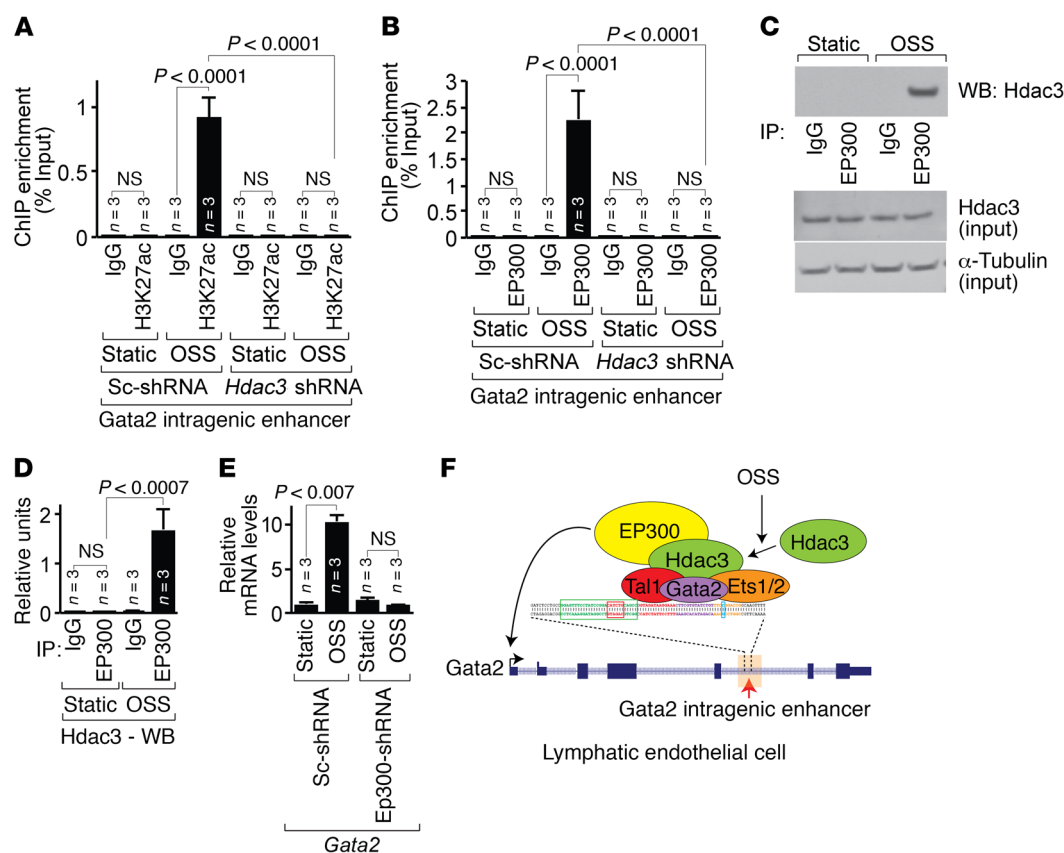 A
P < 0.0001
P < 0.0001
ChIP enrichment
(% Input)
1
0.5
0
NS
NS
NS
n = 3
n = 3
n = 3
n = 3
n = 3
n = 3
n = 3
n = 3
IgG
H3K27ac
IgG
H3K27ac
IgG
H3K27ac
IgG
H3K27ac
Static
OSS
Static
OSS
Sc-shRNA
Hdac3 shRNA
Gata2 intragenic enhancer
B
P < 0.0001
P < 0.0001
ChIP enrichment
(% Input)
3
2.5
2.5
1.5
1
0.5
0
NS
NS
NS
n = 3
n = 3
n = 3
n = 3
n = 3
n = 3
n = 3
n = 3
IgG
EP300
IgG
EP300
IgG
EP300
IgG
EP300
Static
OSS
Static
OSS
Sc-shRNA
Hdac3 shRNA
Gata2 intragenic enhancer
C
Static
OSS
WB: Hdac3
IP:
IgG
EP300
IgG
EP300
Hdac3
(input)
α-Tubulin
(input)
D
P < 0.0007
Relative units
2
1
0
NS
n = 3
n = 3
n = 3
n = 3
IP:
IgG
EP300
IgG
EP300
Static
OSS
Hdac3 - WB
E
P < 0.007
Relative
mRNA levels
10
5
0
NS
n = 3
n = 3
n = 3
n = 3
Static
OSS
Static
OSS
Sc-shRNA
Ep300-shRNA
Gata2
F
OSS
EP300
Hdac3
Hdac3
Tal1
Gata2
Ets1/2
Gata2
Gata2 intragenic enhancer
Lymphatic endothelial cell